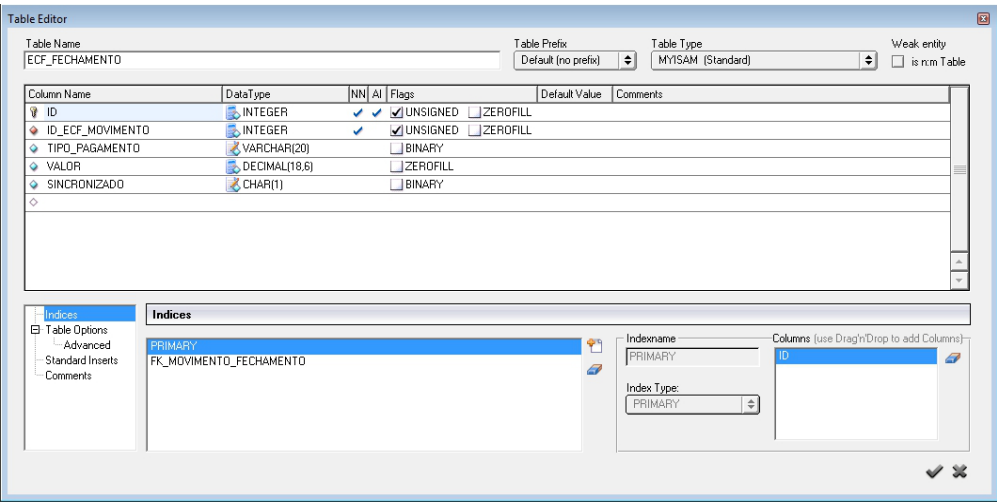 Table Editor
Table Name Table Prefix Table Type Weak entity
ECF_FECHAMENTO Default (no prefix) MYISAM (Standard) is n:m Table
Column Name DataType NN AI Flags Default Value Comments
ID INTEGER UNSIGNED ZEROFILL
ID_ECF_MOVIMENTO INTEGER UNSIGNED ZEROFILL
TIPO_PAGAMENTO VARCHAR(20) BINARY
VALOR DECIMAL(18,6) ZEROFILL
SINCRONIZADO CHAR(1) BINARY
Indices
Table Options
Advanced
Standard Inserts
Comments
Indices
PRIMARY
FK_MOVIMENTO_FECHAMENTO
Indexname
PRIMARY
Index Type:
PRIMARY
Columns (use Drag'n'Drop to add Columns)
ID